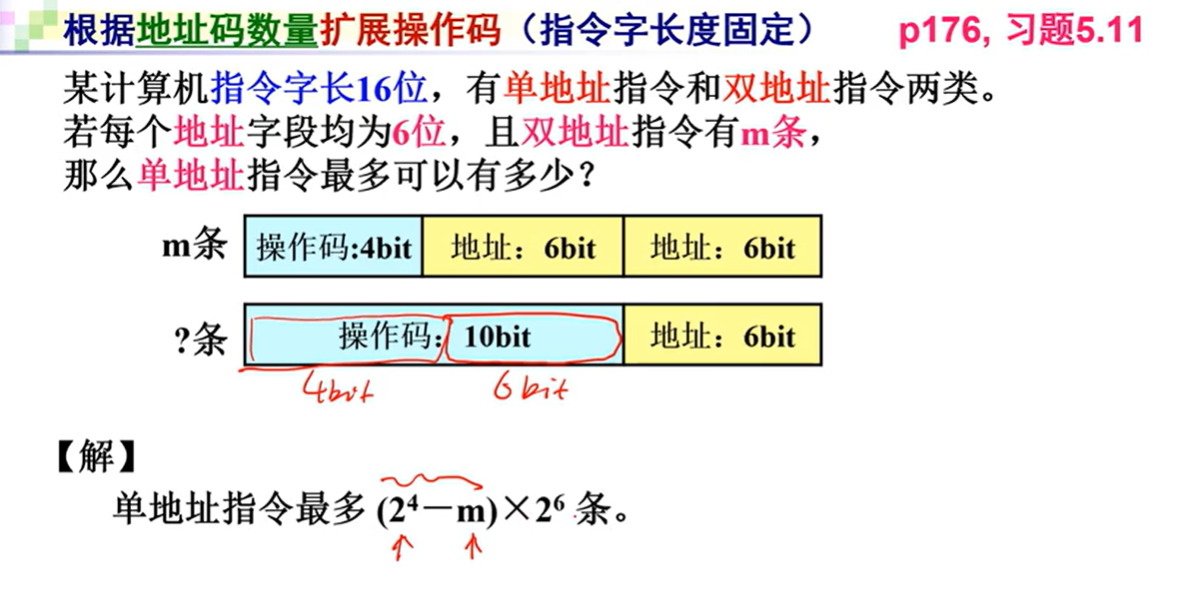 根据地址码数量扩展操作码（指令字长度固定） p176, 习题5.11
某计算机指令字长16位，有单地址指令和双地址指令两类。
若每个地址字段均为6位，且双地址指令有m条，
那么单地址指令最多可以有多少？
m条 操作码:4bit 地址：6bit 地址：6bit
?条 操作码：10bit 地址：6bit
4bit 6bit
【解】
单地址指令最多 (2⁴－m)×2⁶ 条。